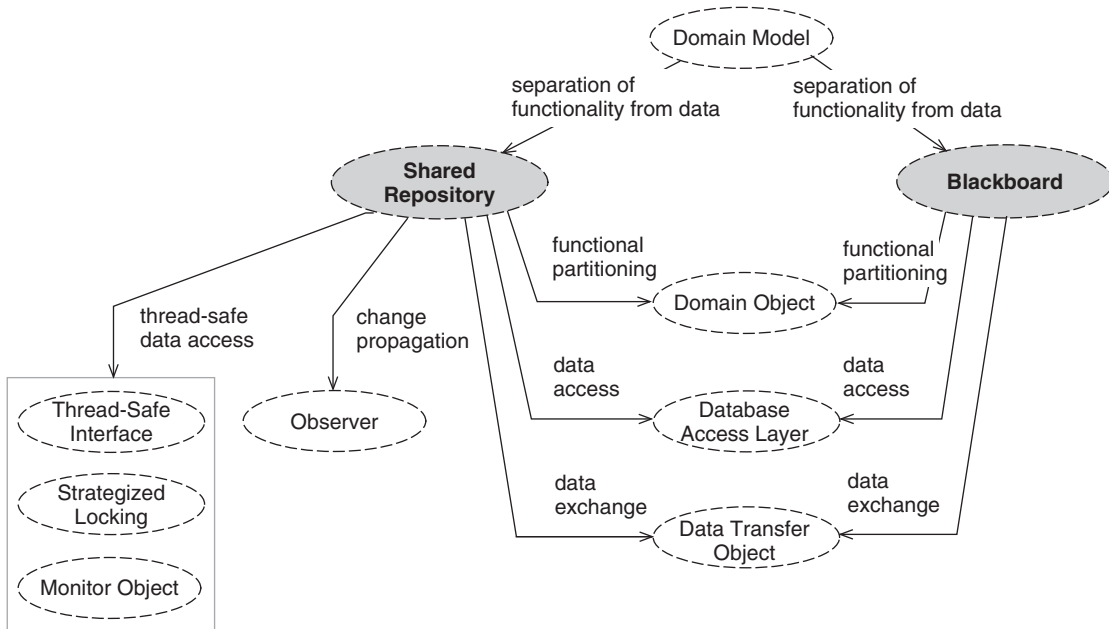 Domain Model
separation of
functionality from data
separation of
functionality from data
Shared
Repository
Blackboard
functional
partitioning
functional
partitioning
Domain Object
thread-safe
data access
change
propagation
data
access
data
access
Thread-Safe
Interface
Observer
Database
Access Layer
Strategized
Locking
data
exchange
data
exchange
Data Transfer
Object
Monitor Object